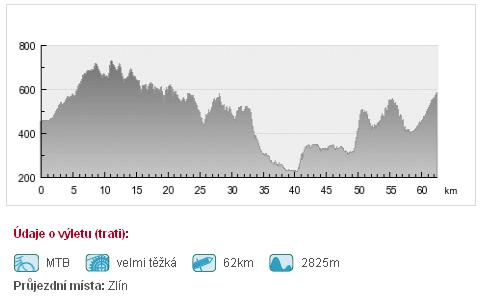 800
600
400
200
0 5 10 15 20 25 30 35 40 45 50 55 60 km
Údaje o výletu (trati):
MTB velmi těžká 62km 2825m
Průjezdní místa: Zlín